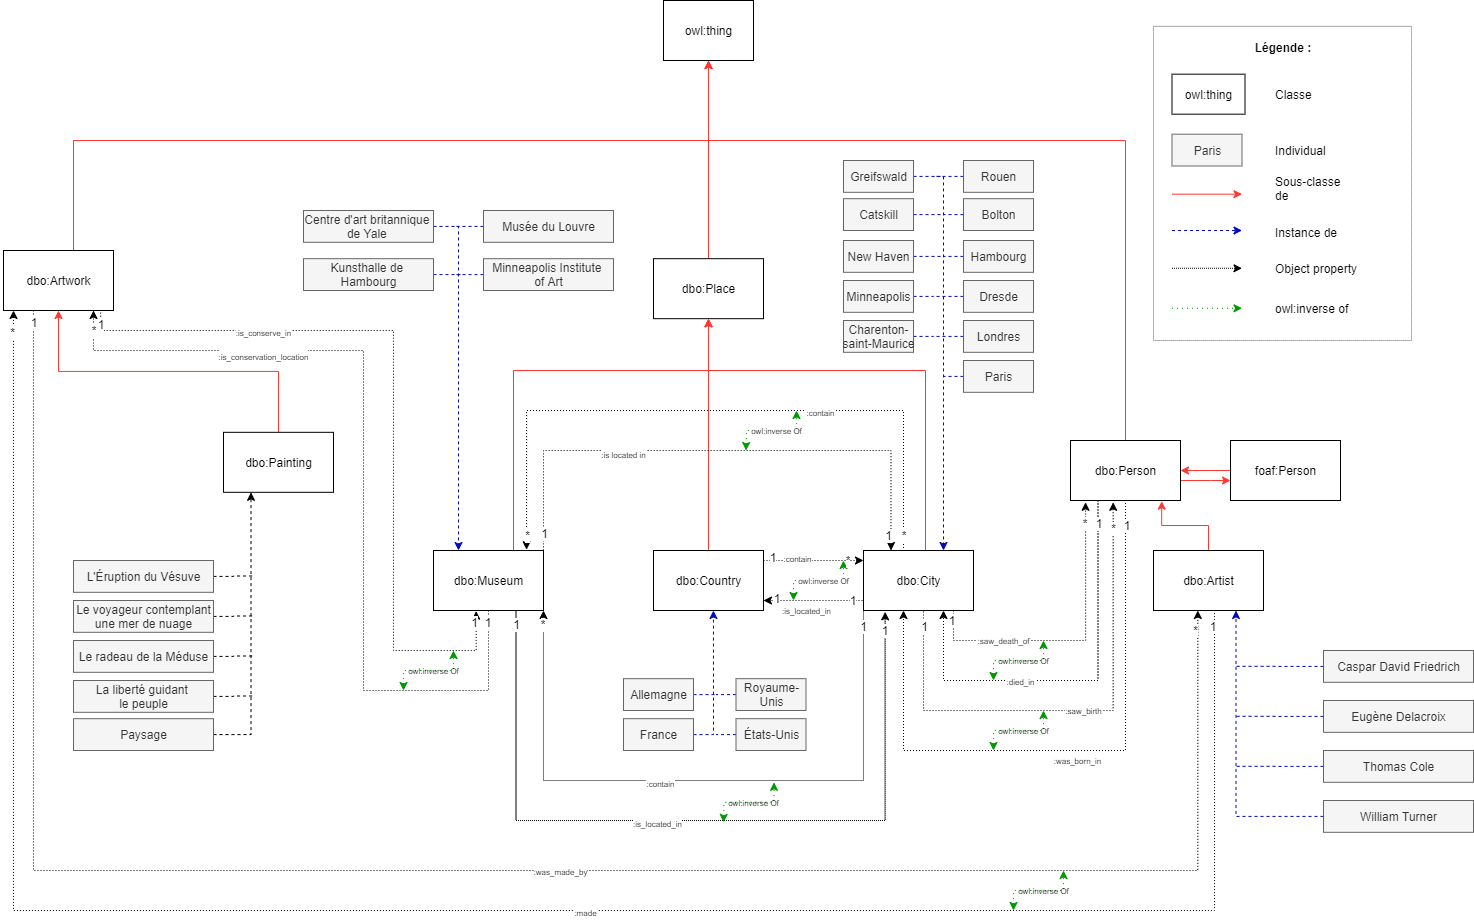 owl:thing
Légende :
owl:thing
Classe
Paris
Individual
Sous-classe
de
Instance de
Object property
owl:inverse of
Greifswald
Rouen
Catskill
Bolton
New Haven
Hambourg
Minneapolis
Dresde
Charenton-
saint-Maurice
Londres
Paris
Centre d'art britannique
de Yale
Musée du Louvre
Kunsthalle de
Hambourg
Minneapolis Institute
of Art
dbo:Artwork
dbo:Place
* 1 * 1
:is_conserve_in
:is_conservation_location
:contain
owl:inverse Of
:is located in
dbo:Painting
dbo:Person
foaf:Person
* 1 * 1
* 1 1 *
dbo:Museum
dbo:Country
1 :contain *
owl:inverse Of
1 1
:is_located_in
dbo:City
dbo:Artist
L'Éruption du Vésuve
Le voyageur contemplant
une mer de nuage
Le radeau de la Méduse
La liberté guidant
le peuple
Paysage
1 1 1 *
1 1 1 1
* 1
owl:inverse Of
:saw_death_of
owl:inverse Of
:died_in
:saw_birth
owl:inverse Of
:was_born_in
Allemagne
Royaume-
Unis
France
États-Unis
Caspar David Friedrich
Eugène Delacroix
Thomas Cole
William Turner
:contain
owl:inverse Of
:is_located_in
:was_made_by
owl:inverse Of
:made